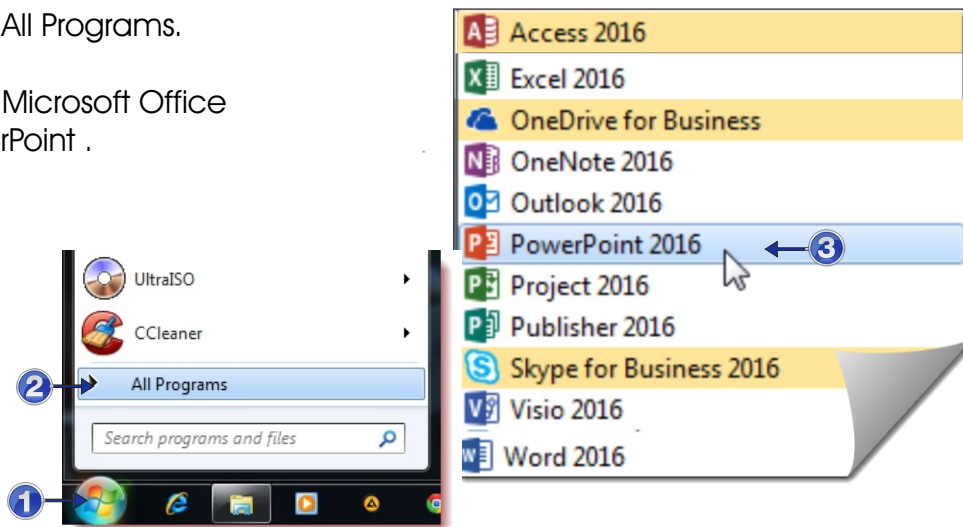 All Programs.
Microsoft Office
rPoint .
Access 2016
Excel 2016
OneDrive for Business
OneNote 2016
Outlook 2016
PowerPoint 2016
3
Project 2016
Publisher 2016
Skype for Business 2016
Visio 2016
Word 2016
UltraISO
CCleaner
2
All Programs
Search programs and files
1